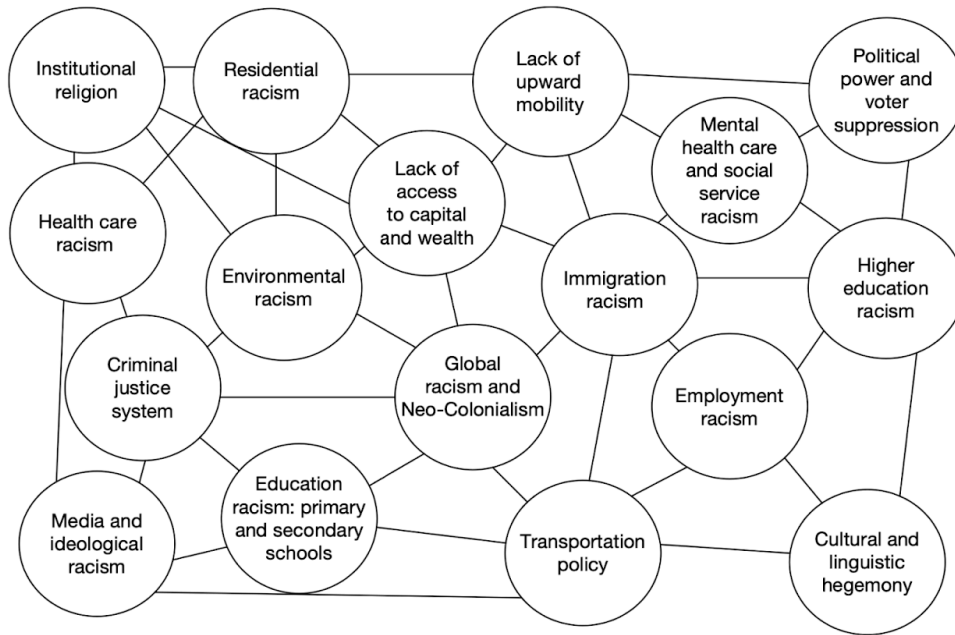 Institutional
religion
Residential
racism
Lack of
upward
mobility
Political
power and
voter
suppression
Mental
health care
and social
service
racism
Health care
racism
Lack of
access
to capital
and wealth
Environmental
racism
Immigration
racism
Higher
education
racism
Criminal
justice
system
Global
racism and
Neo-Colonialism
Employment
racism
Media and
ideological
racism
Education
racism: primary
and secondary
schools
Transportation
policy
Cultural and
linguistic
hegemony